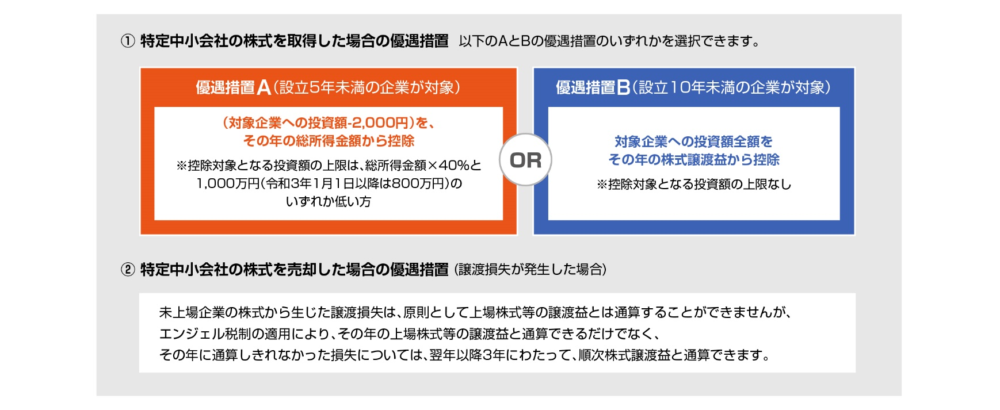 ① 特定中小会社の株式を取得した場合の優遇措置 以下のAとBの優遇措置のいずれかを選択できます。
優遇措置A（設立5年未満の企業が対象）
（対象企業への投資額-2,000円）を、
その年の総所得金額から控除
※控除対象となる投資額の上限は、総所得金額×40%と
1,000万円（令和3年1月1日以降は800万円）の
いずれか低い方
OR
優遇措置B（設立10年未満の企業が対象）
対象企業への投資額全額を
その年の株式譲渡益から控除
※控除対象となる投資額の上限なし
② 特定中小会社の株式を売却した場合の優遇措置 (譲渡損失が発生した場合)
未上場企業の株式から生じた譲渡損失は、原則として上場株式等の譲渡益とは通算することができませんが、
エンジェル税制の適用により、その年の上場株式等の譲渡益と通算できるだけでなく、
その年に通算しきれなかった損失については、翌年以降3年にわたって、順次株式譲渡益と通算できます。